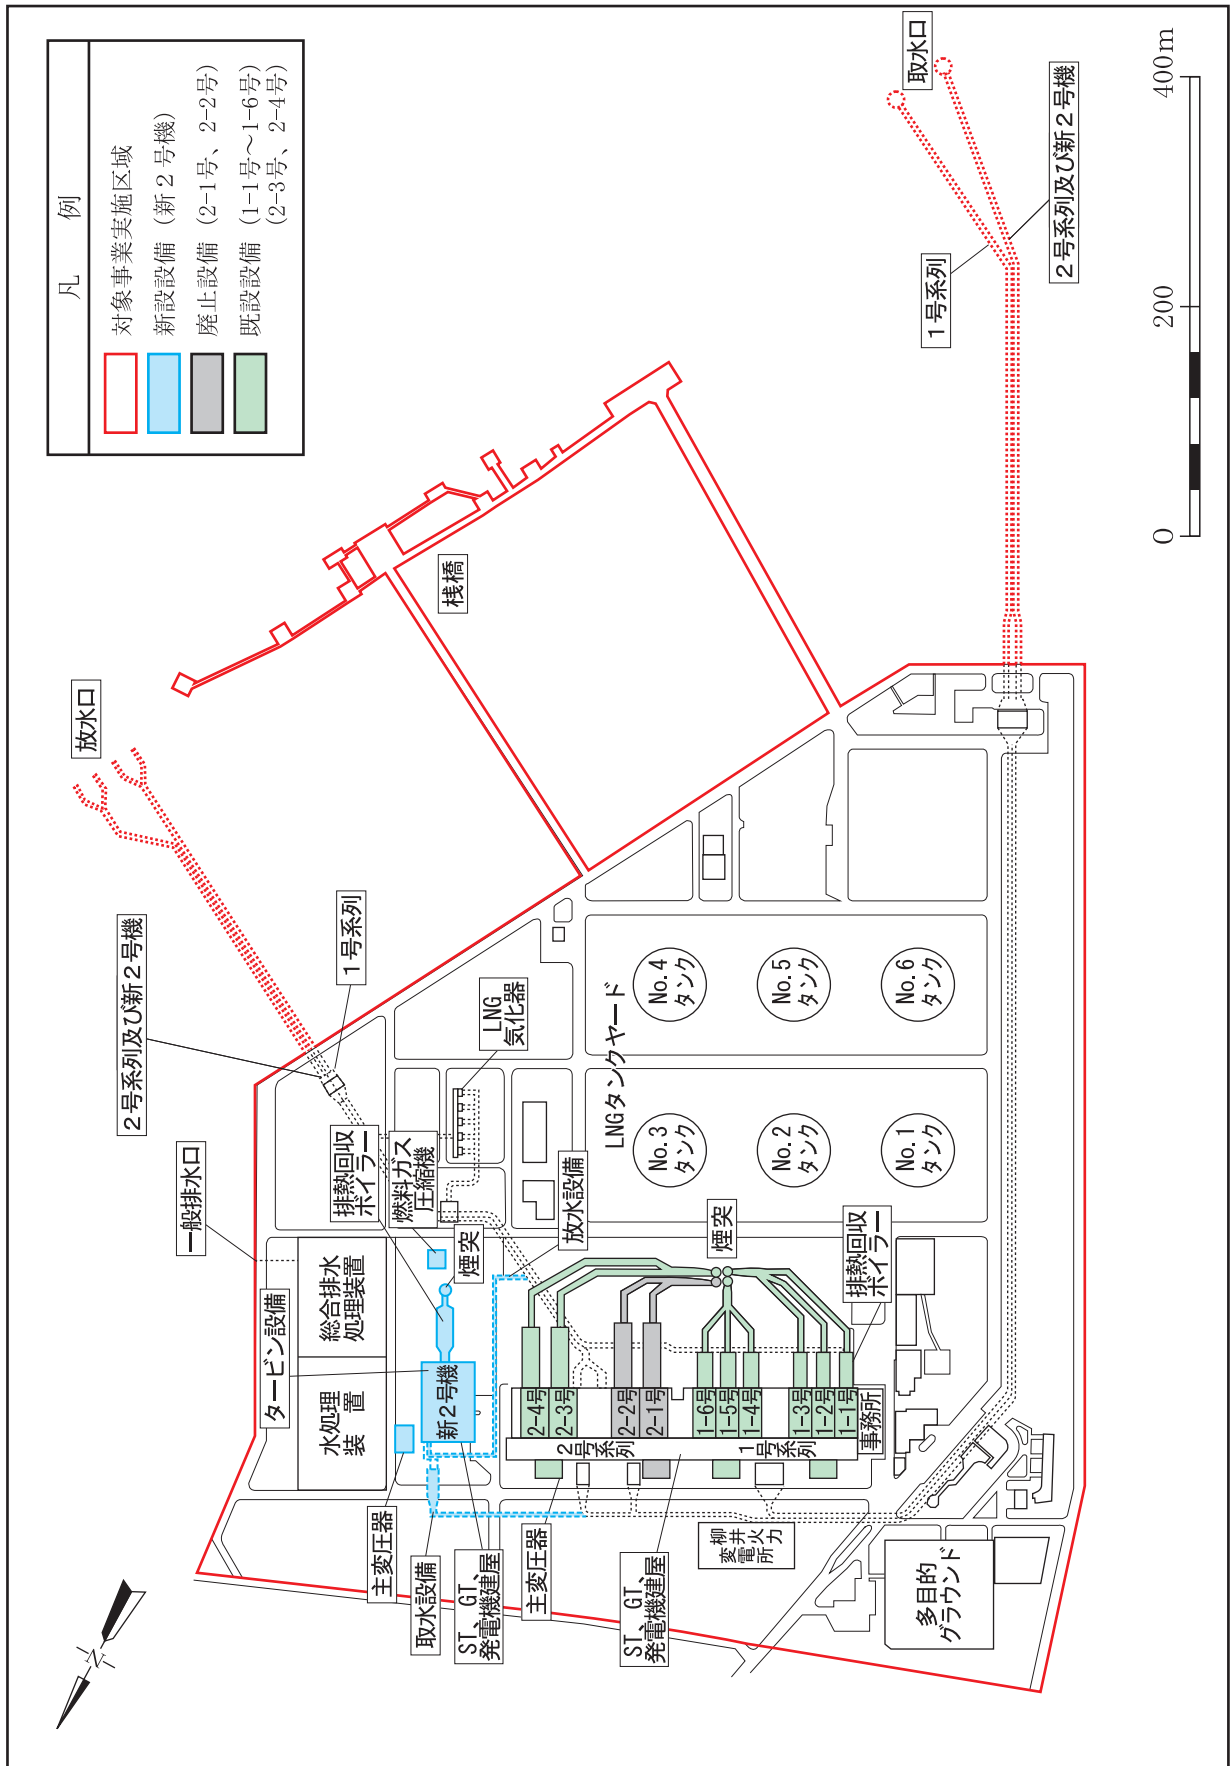 凡 例
対象事業実施区域
新設設備 (新2号機)
廃止設備 (2-1号、2-2号)
既設設備 (1-1号~1-6号)
(2-3号、2-4号)
取水口
1号系列
2号系列及び新2号機
0
200
400m
桟橋
放水口
2号系列及び新2号機
1号系列
一般排水口
LNG
気化器
排熱回収
ボイラー
燃料ガス
圧縮機
煙突
放水設備
LNGタンクヤード
No.4
タンク
No.5
タンク
No.6
タンク
No.3
タンク
No.2
タンク
No.1
タンク
煙突
排熱回収
ボイラー
タービン設備
総合排水
処理装置
水処理
装置
新2号機
2-4号
2-3号
2-2号
2-1号
1-6号
1-5号
1-4号
1-3号
1-2号
1-1号
2号系列
1号系列
事務所
主変圧器
取水設備
ST、GT、
発電機建屋
主変圧器
ST、GT、
発電機建屋
柳井火力
変電所
多目的
グラウンド
N